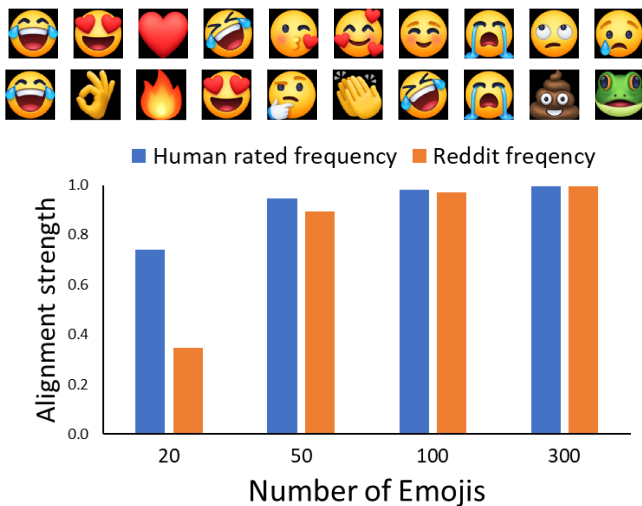 Human rated frequency Reddit freqency
Alignment strength
1.0
0.8
0.6
0.4
0.2
0.0
20 50 100 300
Number of Emojis